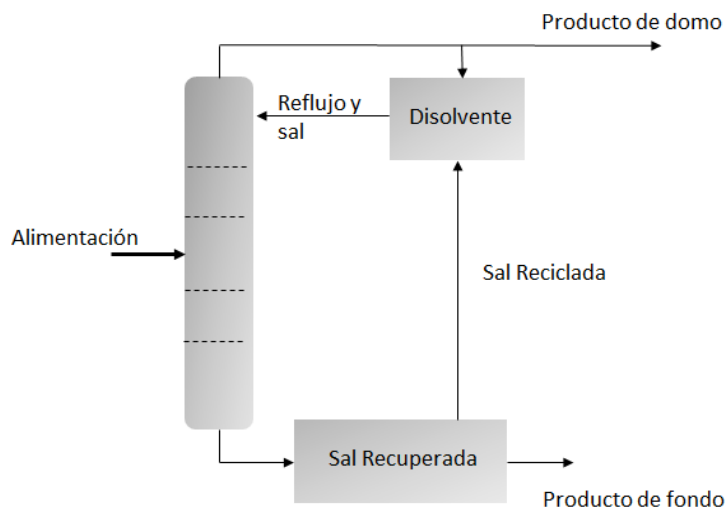 Producto de domo
Reflujo y
sal
Disolvente
Alimentación
Sal Reciclada
Sal Recuperada
Producto de fondo